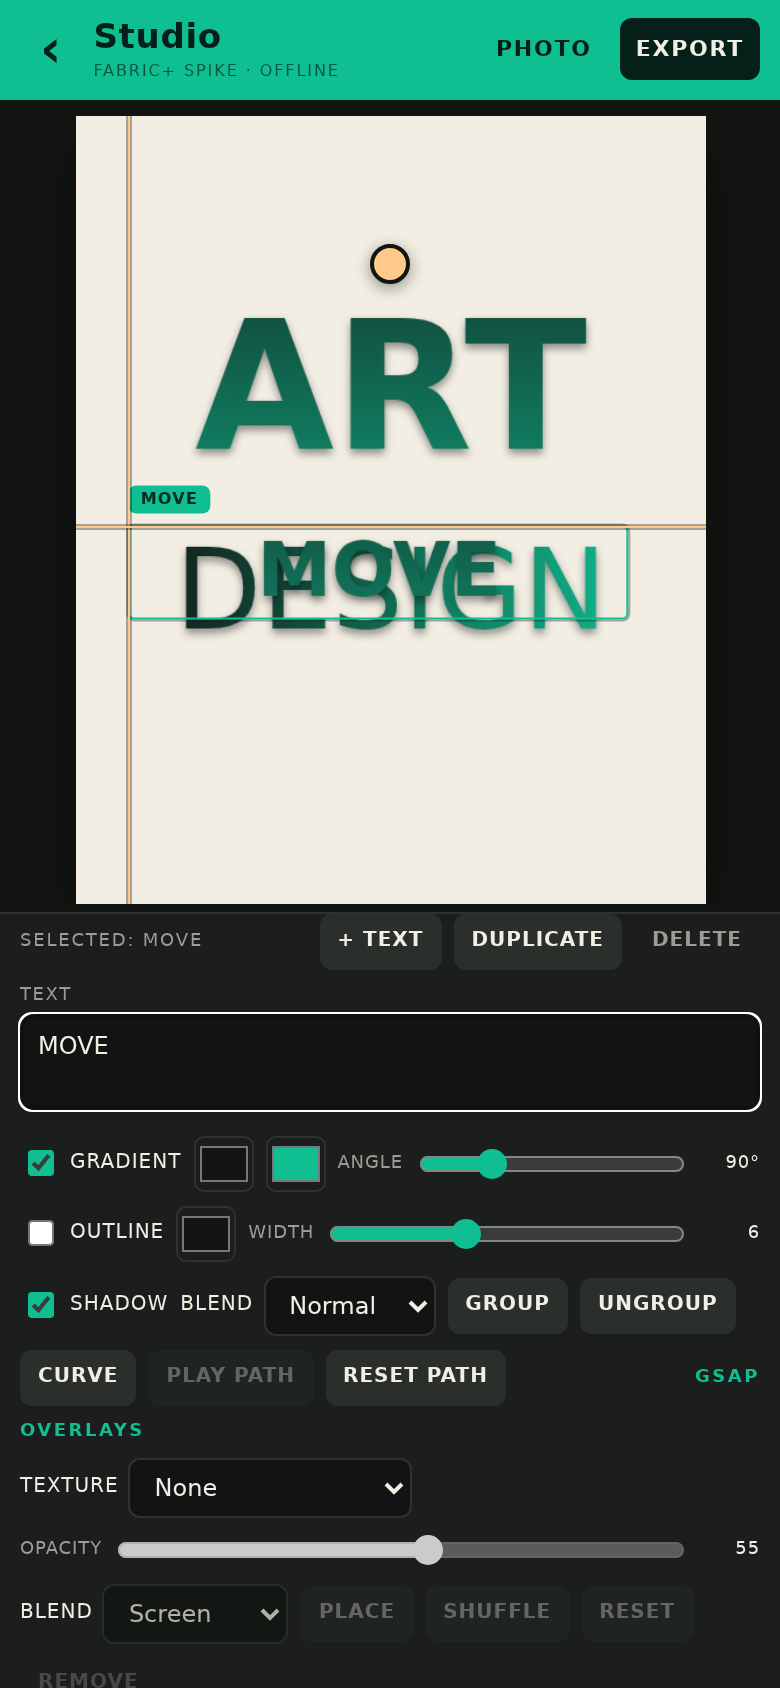 Studio
FABRIC+ SPIKE · OFFLINE
PHOTO
EXPORT
ART
MOVE
DESIGN
MOVE
SELECTED: MOVE
+ TEXT
DUPLICATE
DELETE
TEXT
MOVE
GRADIENT
ANGLE
90°
OUTLINE
WIDTH
6
SHADOW
BLEND
Normal
GROUP
UNGROUP
CURVE
PLAY PATH
RESET PATH
GSAP
OVERLAYS
TEXTURE
None
OPACITY
55
BLEND
Screen
PLACE
SHUFFLE
RESET
REMOVE